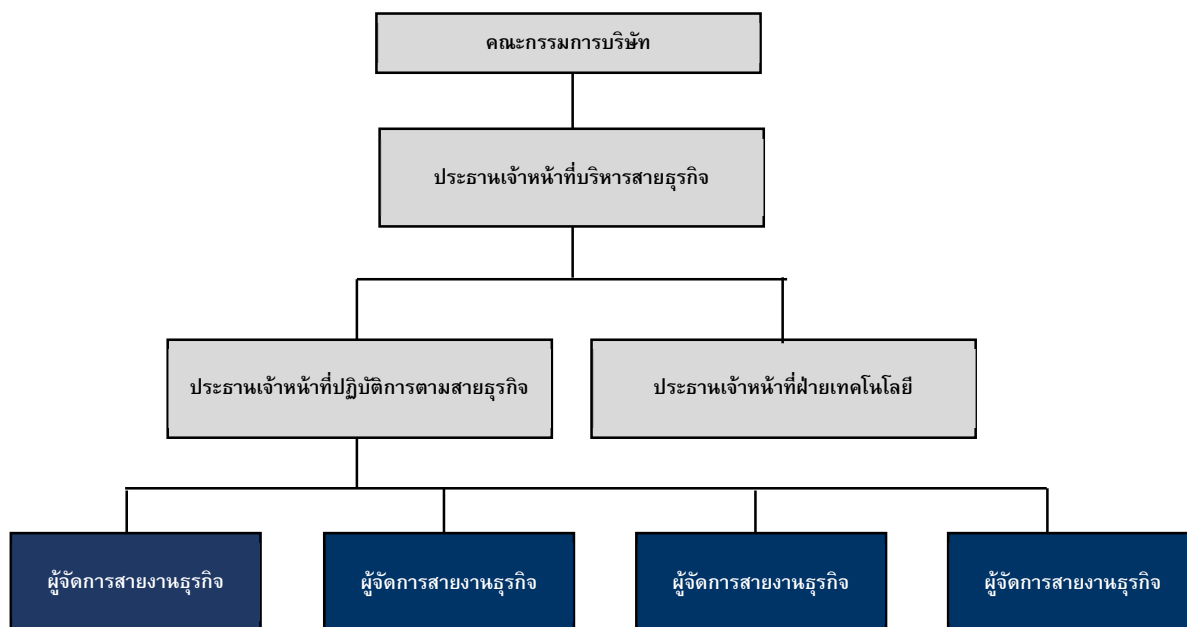 คณะกรรมการบริษัท
ประธานเจ้าหน้าที่บริหารสายธุรกิจ
ประธานเจ้าหน้าที่ปฏิบัติการตามสายธุรกิจ
ประธานเจ้าหน้าที่ฝ่ายเทคโนโลยี
ผู้จัดการสายงานธุรกิจ
ผู้จัดการสายงานธุรกิจ
ผู้จัดการสายงานธุรกิจ
ผู้จัดการสายงานธุรกิจ